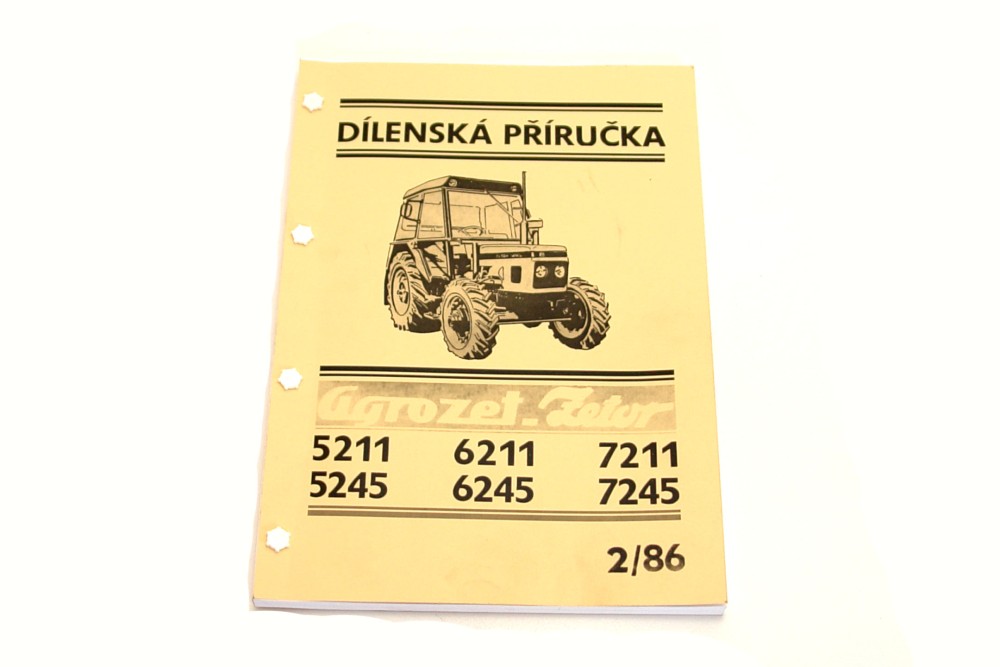 DÍLENSKÁ PŘÍRUČKA
Agrozet-Zetor
5211 6211 7211
5245 6245 7245
2/86